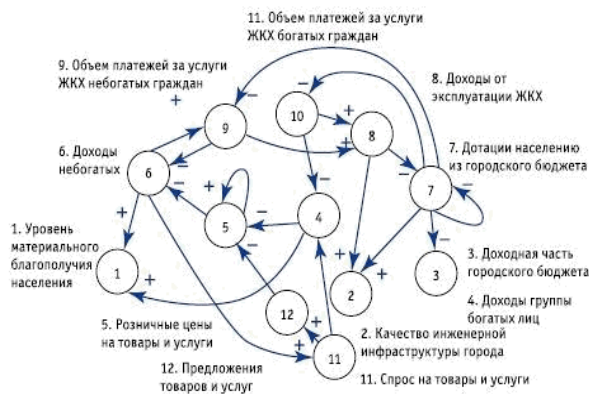 11. Объем платежей за услуги
ЖКХ богатых граждан
9. Объем платежей за услуги
ЖКХ небогатых граждан
8. Доходы от
эксплуатации ЖКХ
+
–
–
10
+
9
+
8
7. Дотации населению
из городского бюджета
6. Доходы
небогатых
+
–
6
–
+
–
–
7
–
+
5
–
–
4
–
1. Уровень
материального
благополучия
населения
1
+
–
+
2
+
3
3. Доходная часть
городского бюджета
4. Доходы группы
богатых лиц
12
5. Розничные цены
на товары и услуги
+
+
+
11
2. Качество инженерной
инфраструктуры города
12. Предложения
товаров и услуг
11. Спрос на товары и услуги